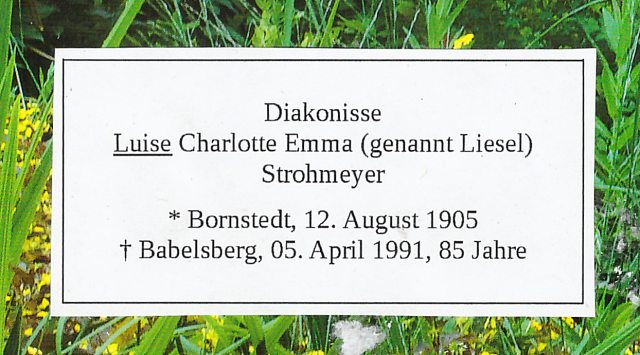 Diakonisse
Luise Charlotte Emma (genannt Liesel)
Strohmeyer
* Bornstedt, 12. August 1905
† Babelsberg, 05. April 1991, 85 Jahre